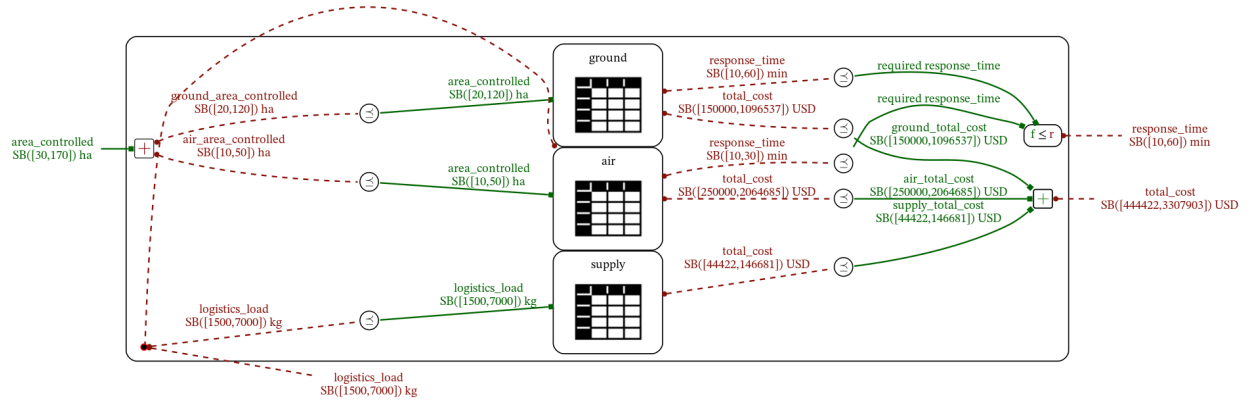 ground
response_time
SB([10,60]) min
required response_time
area_controlled
SB([20,120]) ha
ground_area_controlled
SB([20,120]) ha
total_cost
SB([150000,1096537]) USD
required response_time
area_controlled
SB([30,170]) ha
+
air_area_controlled
SB([10,50]) ha
⪯
⪯
⪯
ground_total_cost
SB([150000,1096537]) USD
f ≤ r
response_time
SB([10,60]) min
response_time
SB([10,30]) min
air
⪯
area_controlled
SB([10,50]) ha
⪯
total_cost
SB([250000,2064685]) USD
⪯
air_total_cost
SB([250000,2064685]) USD
+
total_cost
SB([444422,3307903]) USD
supply_total_cost
SB([44422,146681]) USD
supply
total_cost
SB([44422,146681]) USD
⪯
logistics_load
SB([1500,7000]) kg
logistics_load
SB([1500,7000]) kg
⪯
logistics_load
SB([1500,7000]) kg